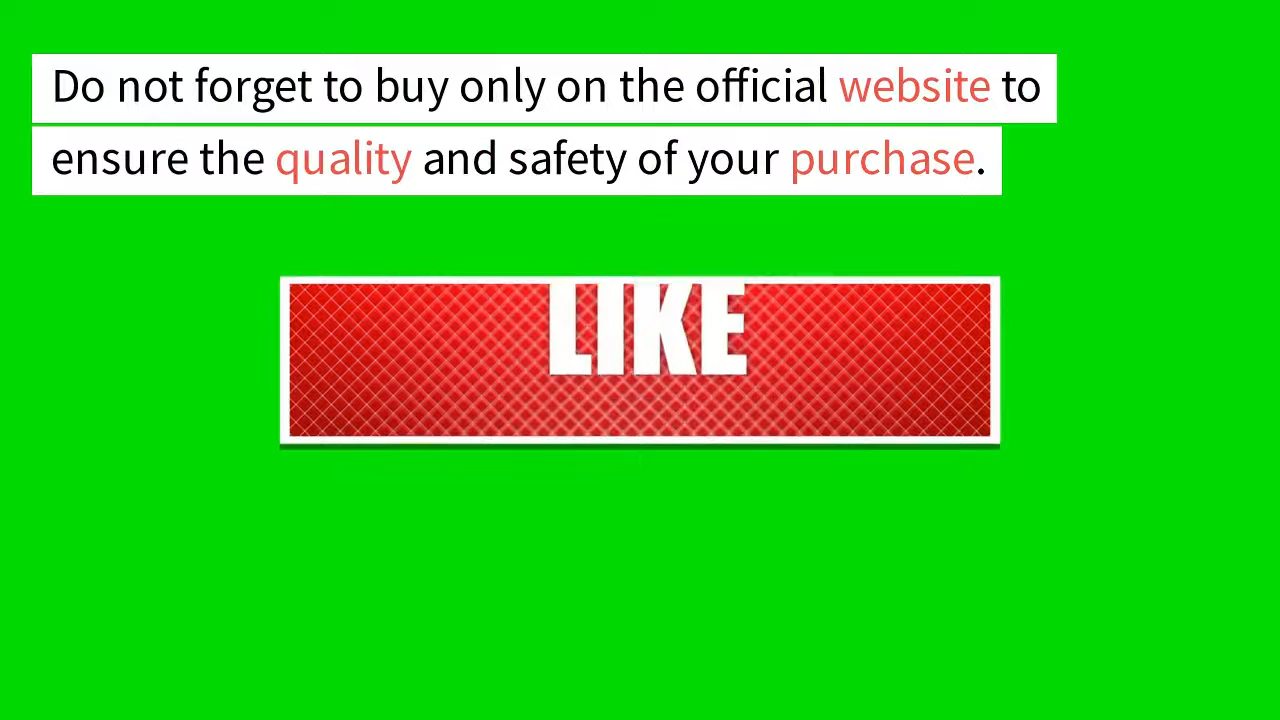 Do not forget to buy only on the official website to
ensure the quality and safety of your purchase.
LIKE